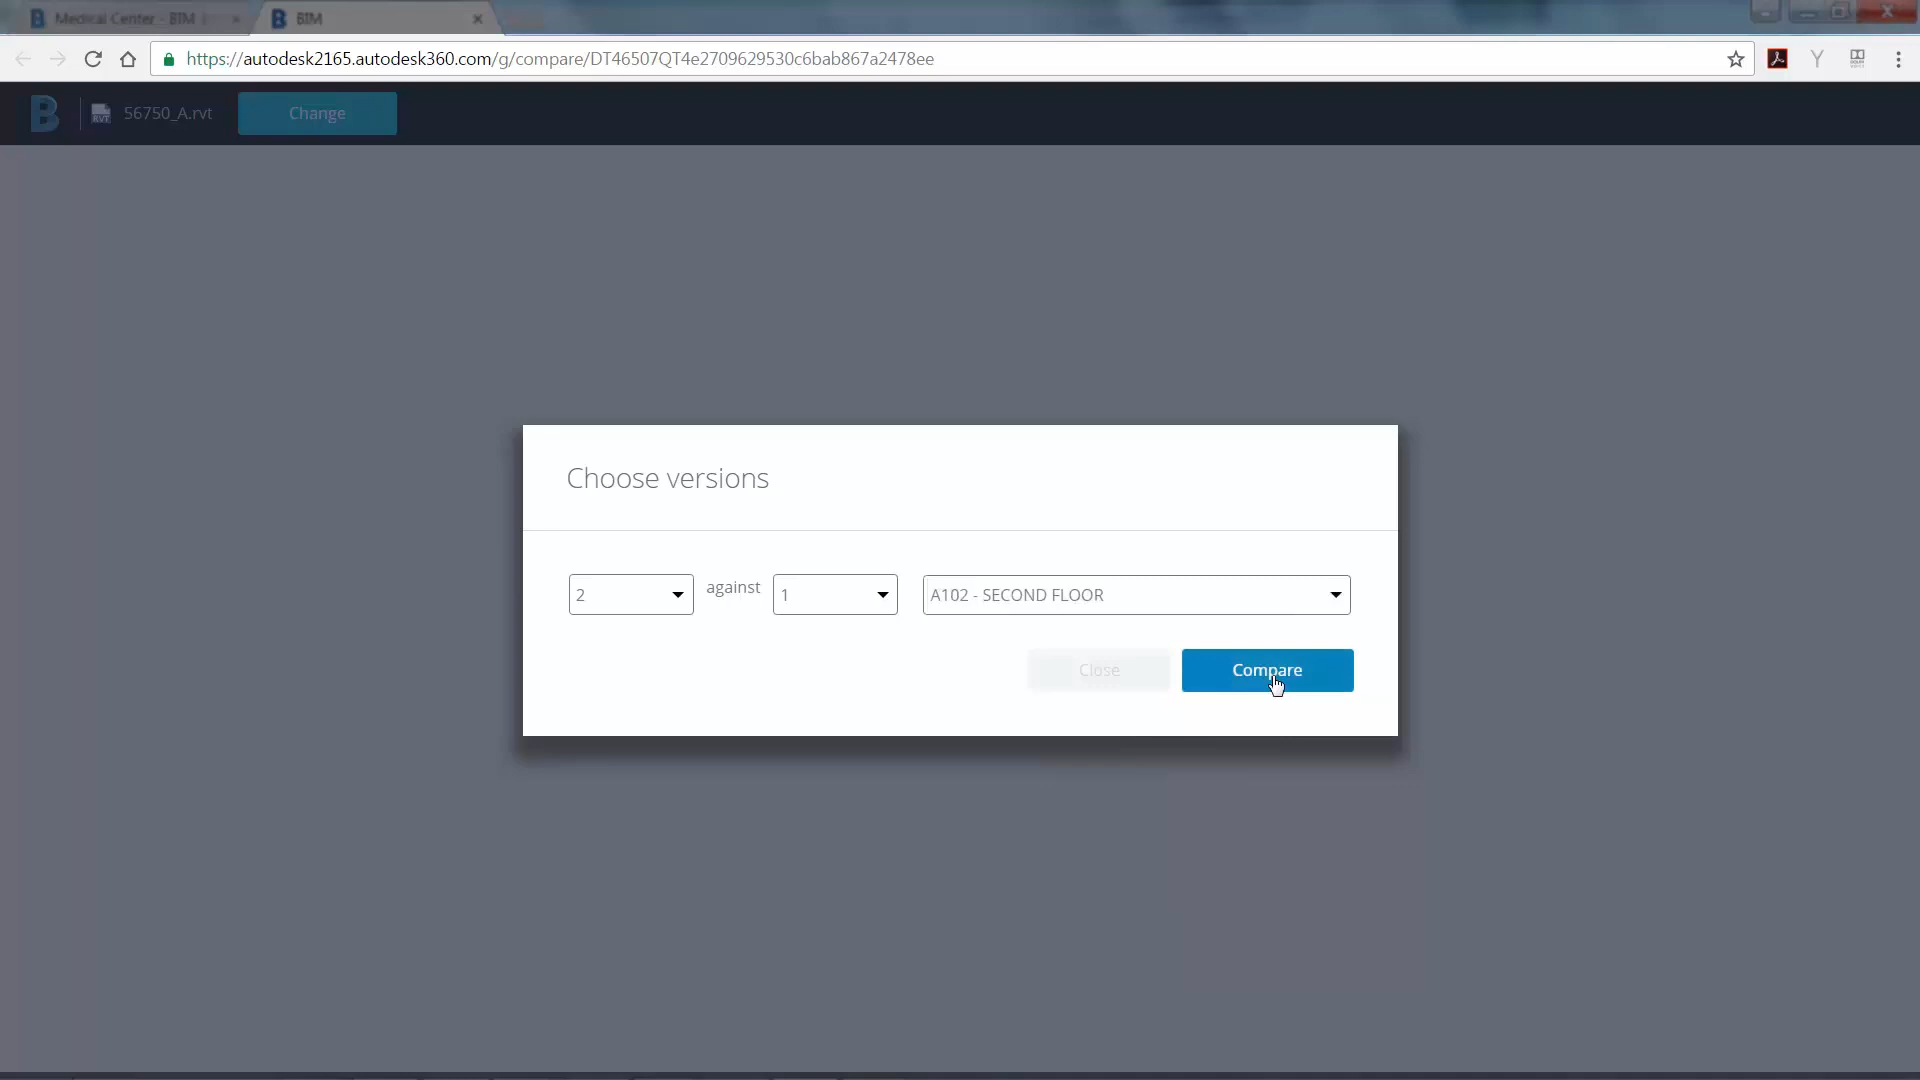 Medical Center - BIM
BIM
https://autodesk2165.autodesk360.com/g/compare/DT46507QT4e2709629530c6bab867a2478ee
B
RVT
56750_A.rvt
Change
Choose versions
2
against
1
A102 - SECOND FLOOR
Close
Compare